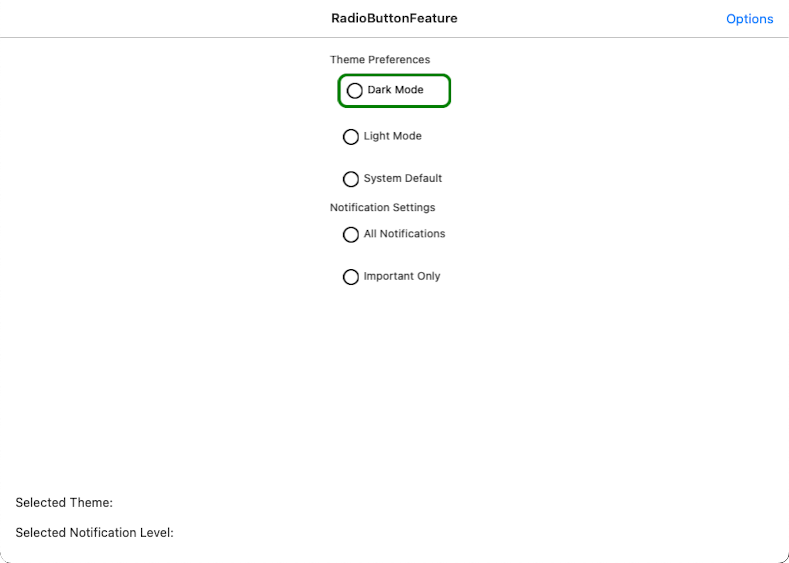 RadioButtonFeature
Options
Theme Preferences
Dark Mode
Light Mode
System Default
Notification Settings
All Notifications
Important Only
Selected Theme:
Selected Notification Level: